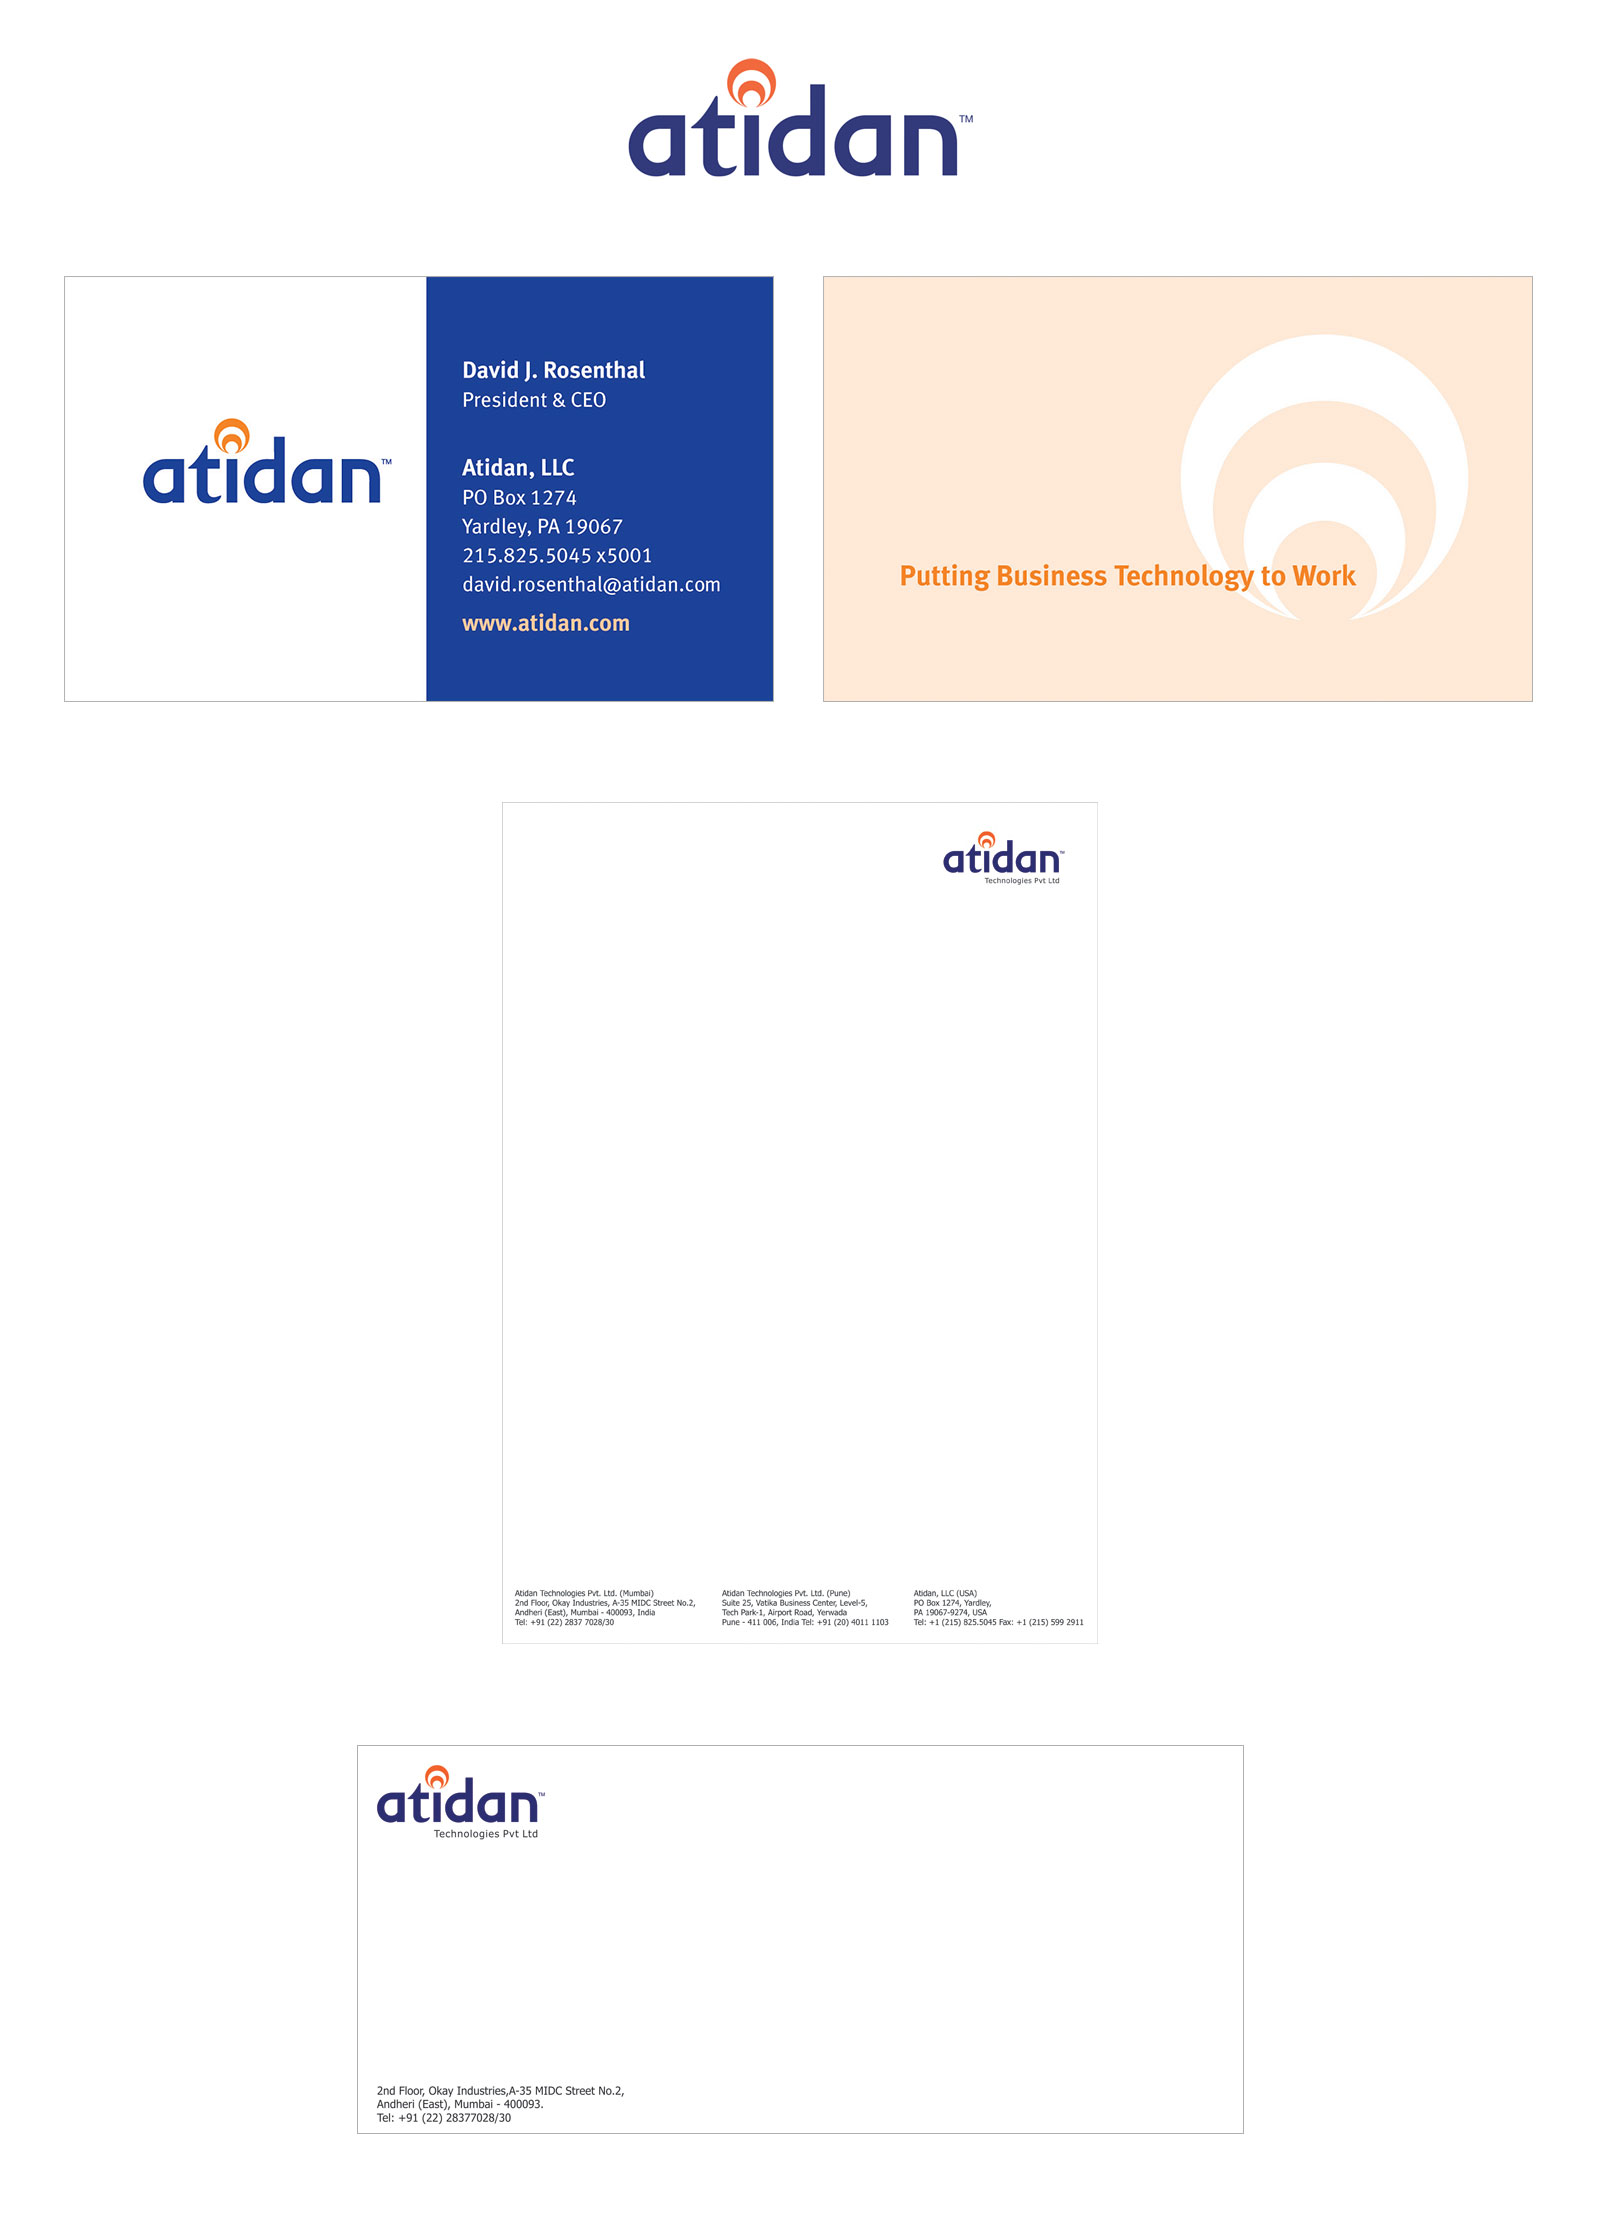 atidan™
atidan™
David J. Rosenthal
President & CEO
Atidan, LLC
PO Box 1274
Yardley, PA 19067
215.825.5045 x5001
david.rosenthal@atidan.com
www.atidan.com
Putting Business Technology to Work
atidan™
Technologies Pvt Ltd
Atidan Technologies Pvt. Ltd. (Mumbai)
2nd Floor, Okay Industries, A-35 MIDC Street No.2,
Andheri (East), Mumbai - 400093, India
Tel: +91 (22) 2837 7028/30
Atidan Technologies Pvt. Ltd. (Pune)
Suite 25, Vatika Business Center, Level-5,
Tech Park-1, Airport Road, Yerwada
Pune - 411 006, India Tel: +91 (20) 4011 1103
Atidan, LLC (USA)
PO Box 1274, Yardley,
PA 19067-9274, USA
Tel: +1 (215) 825.5045 Fax: +1 (215) 599 2911
atidan™
Technologies Pvt Ltd
2nd Floor, Okay Industries,A-35 MIDC Street No.2,
Andheri (East), Mumbai - 400093.
Tel: +91 (22) 28377028/30